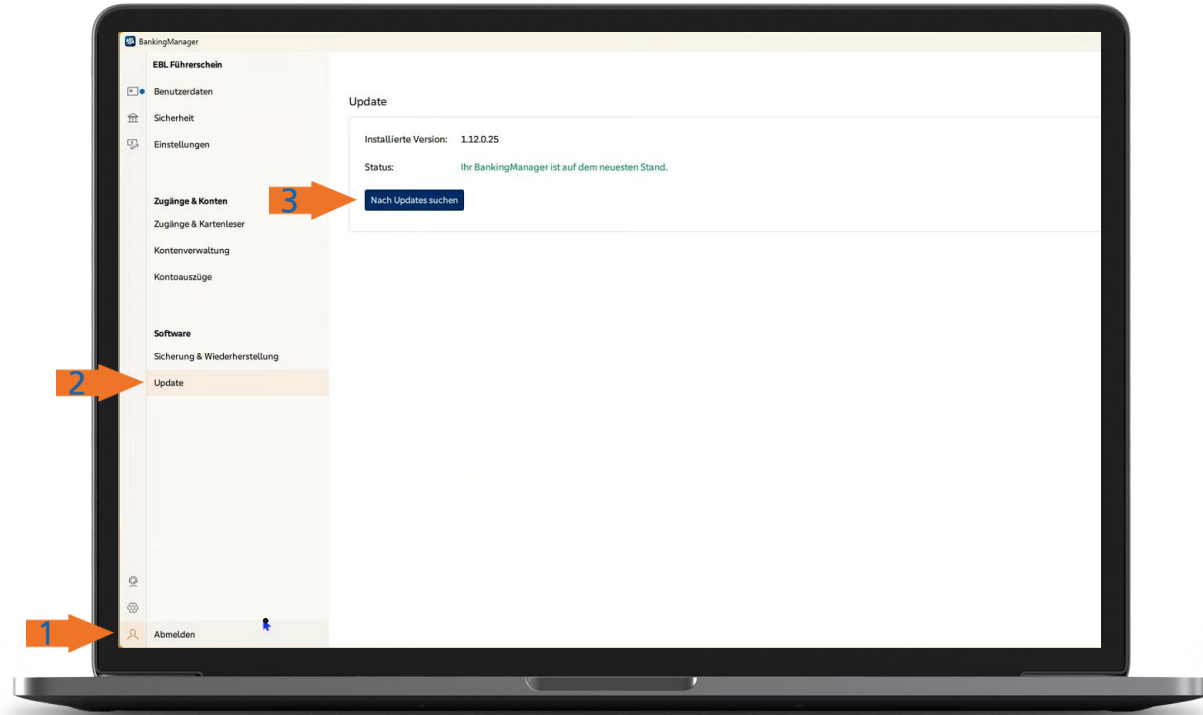 BankingManager
EBL Führerschein
Benutzerdaten
Sicherheit
Einstellungen
Zugänge & Konten
Zugänge & Kartenleser
Kontenverwaltung
Kontoauszüge
Software
Sicherung & Wiederherstellung
Update
Abmelden
Update
Installierte Version: 1.12.0.25
Status: Ihr BankingManager ist auf dem neuesten Stand.
Nach Updates suchen
3
2
1